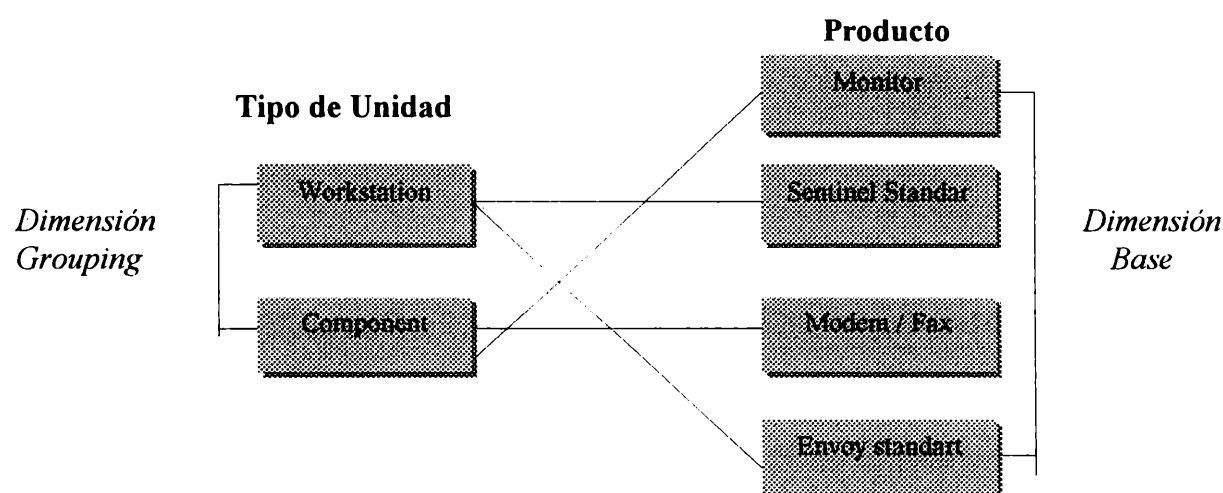 Producto
Monitor
Tipo de Unidad
Workstation
Sentinel Standar
Dimensión
Grouping
Dimensión
Base
Component
Modem / Fax
Envoy standart